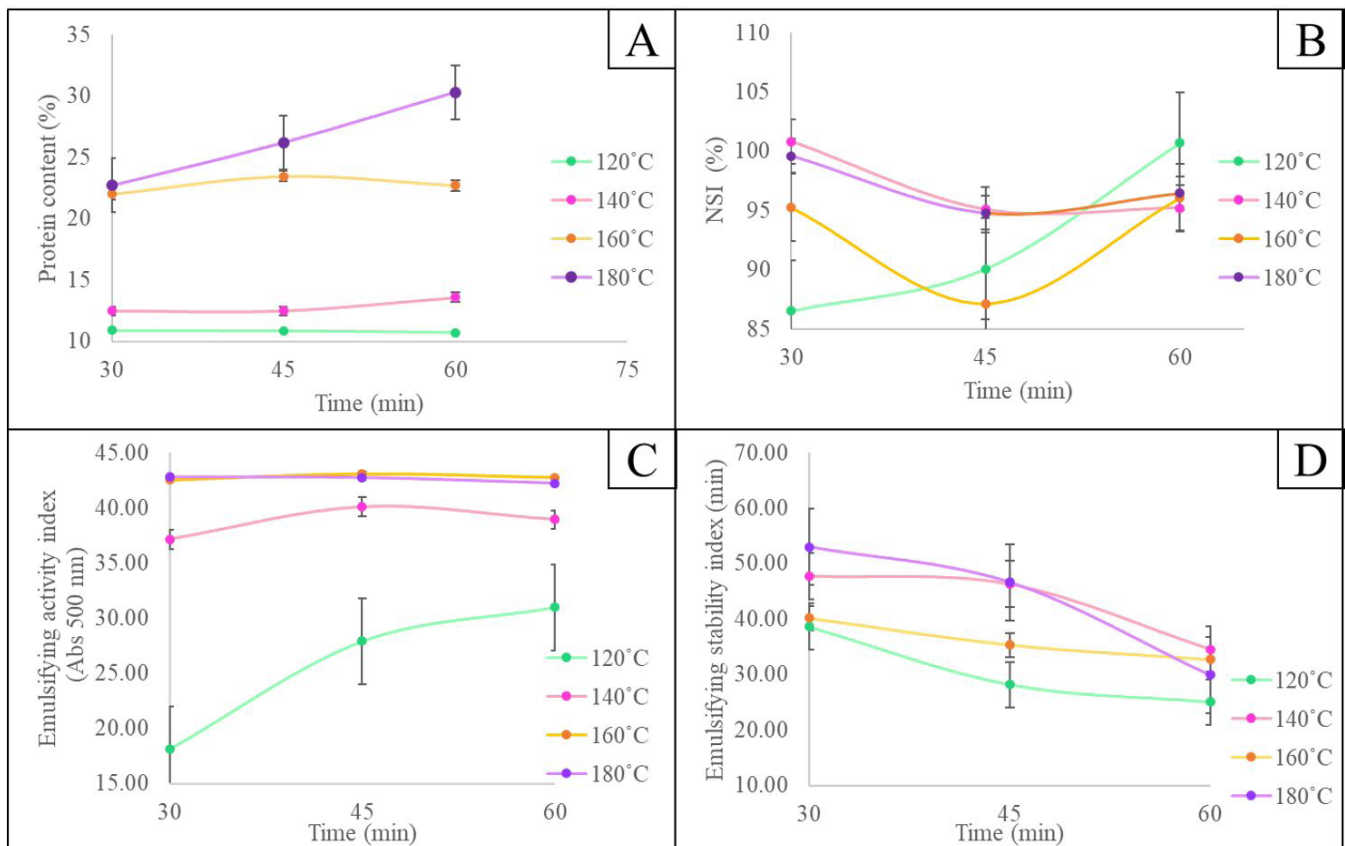 A
Protein content (%)
35
30
25
20
15
10
30
45
60
75
Time (min)
120˚C
140˚C
160˚C
180˚C
B
NSI (%)
110
105
100
95
90
85
30
45
60
Time (min)
120˚C
140˚C
160˚C
180˚C
C
Emulsifying activity index
(Abs 500 nm)
45.00
40.00
35.00
30.00
25.00
20.00
15.00
30
45
60
Time (min)
120˚C
140˚C
160˚C
180˚C
D
Emulsifying stability index (min)
70.00
60.00
50.00
40.00
30.00
20.00
10.00
30
45
60
Time (min)
120˚C
140˚C
160˚C
180˚C